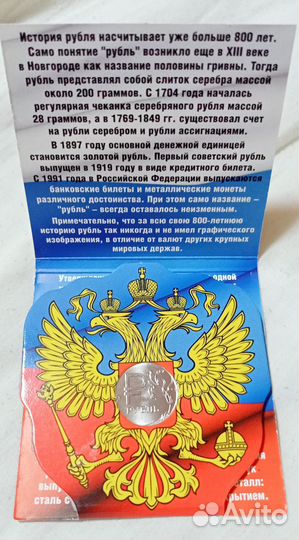 История рубля насчитывает уже больше 800 лет.
Само понятие "рубль" возникло еще в XIII веке
в Новгороде как название половины гривны. Тогда
рубль представлял собой слиток серебра массой
около 200 граммов. С 1704 года началась
регулярная чеканка серебряного рубля массой
28 граммов, а в 1769-1849 гг. существовал счет
на рубли серебром и рубли ассигнациями.
В 1897 году основной денежной единицей
становится золотой рубль. Первый советский рубль
выпущен в 1919 году в виде кредитного билета.
С 1991 года в Российской Федерации выпускаются
банковские билеты и металлические монеты
различного достоинства. При этом само название -
"рубль" - всегда оставалось неизменным.
Примечательно, что за всю свою 800-летнюю
историю рубль так никогда и не имел графического
изображения, в отличие от валют других крупных
мировых держав.
РУБЛЬ
сталь с
Avito